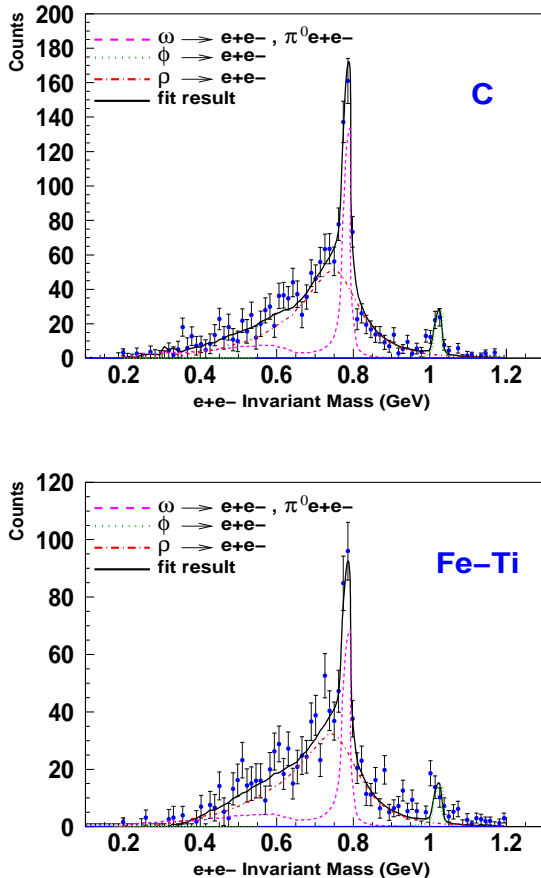 Counts
ω → e+e− , π⁰e+e−
ϕ → e+e−
ρ → e+e−
fit result
C
200
180
160
140
120
100
80
60
40
20
0
0.2 0.4 0.6 0.8 1 1.2
e+e− Invariant Mass (GeV)
Counts
ω → e+e− , π⁰e+e−
ϕ → e+e−
ρ → e+e−
fit result
Fe−Ti
120
100
80
60
40
20
0
0.2 0.4 0.6 0.8 1 1.2
e+e− Invariant Mass (GeV)